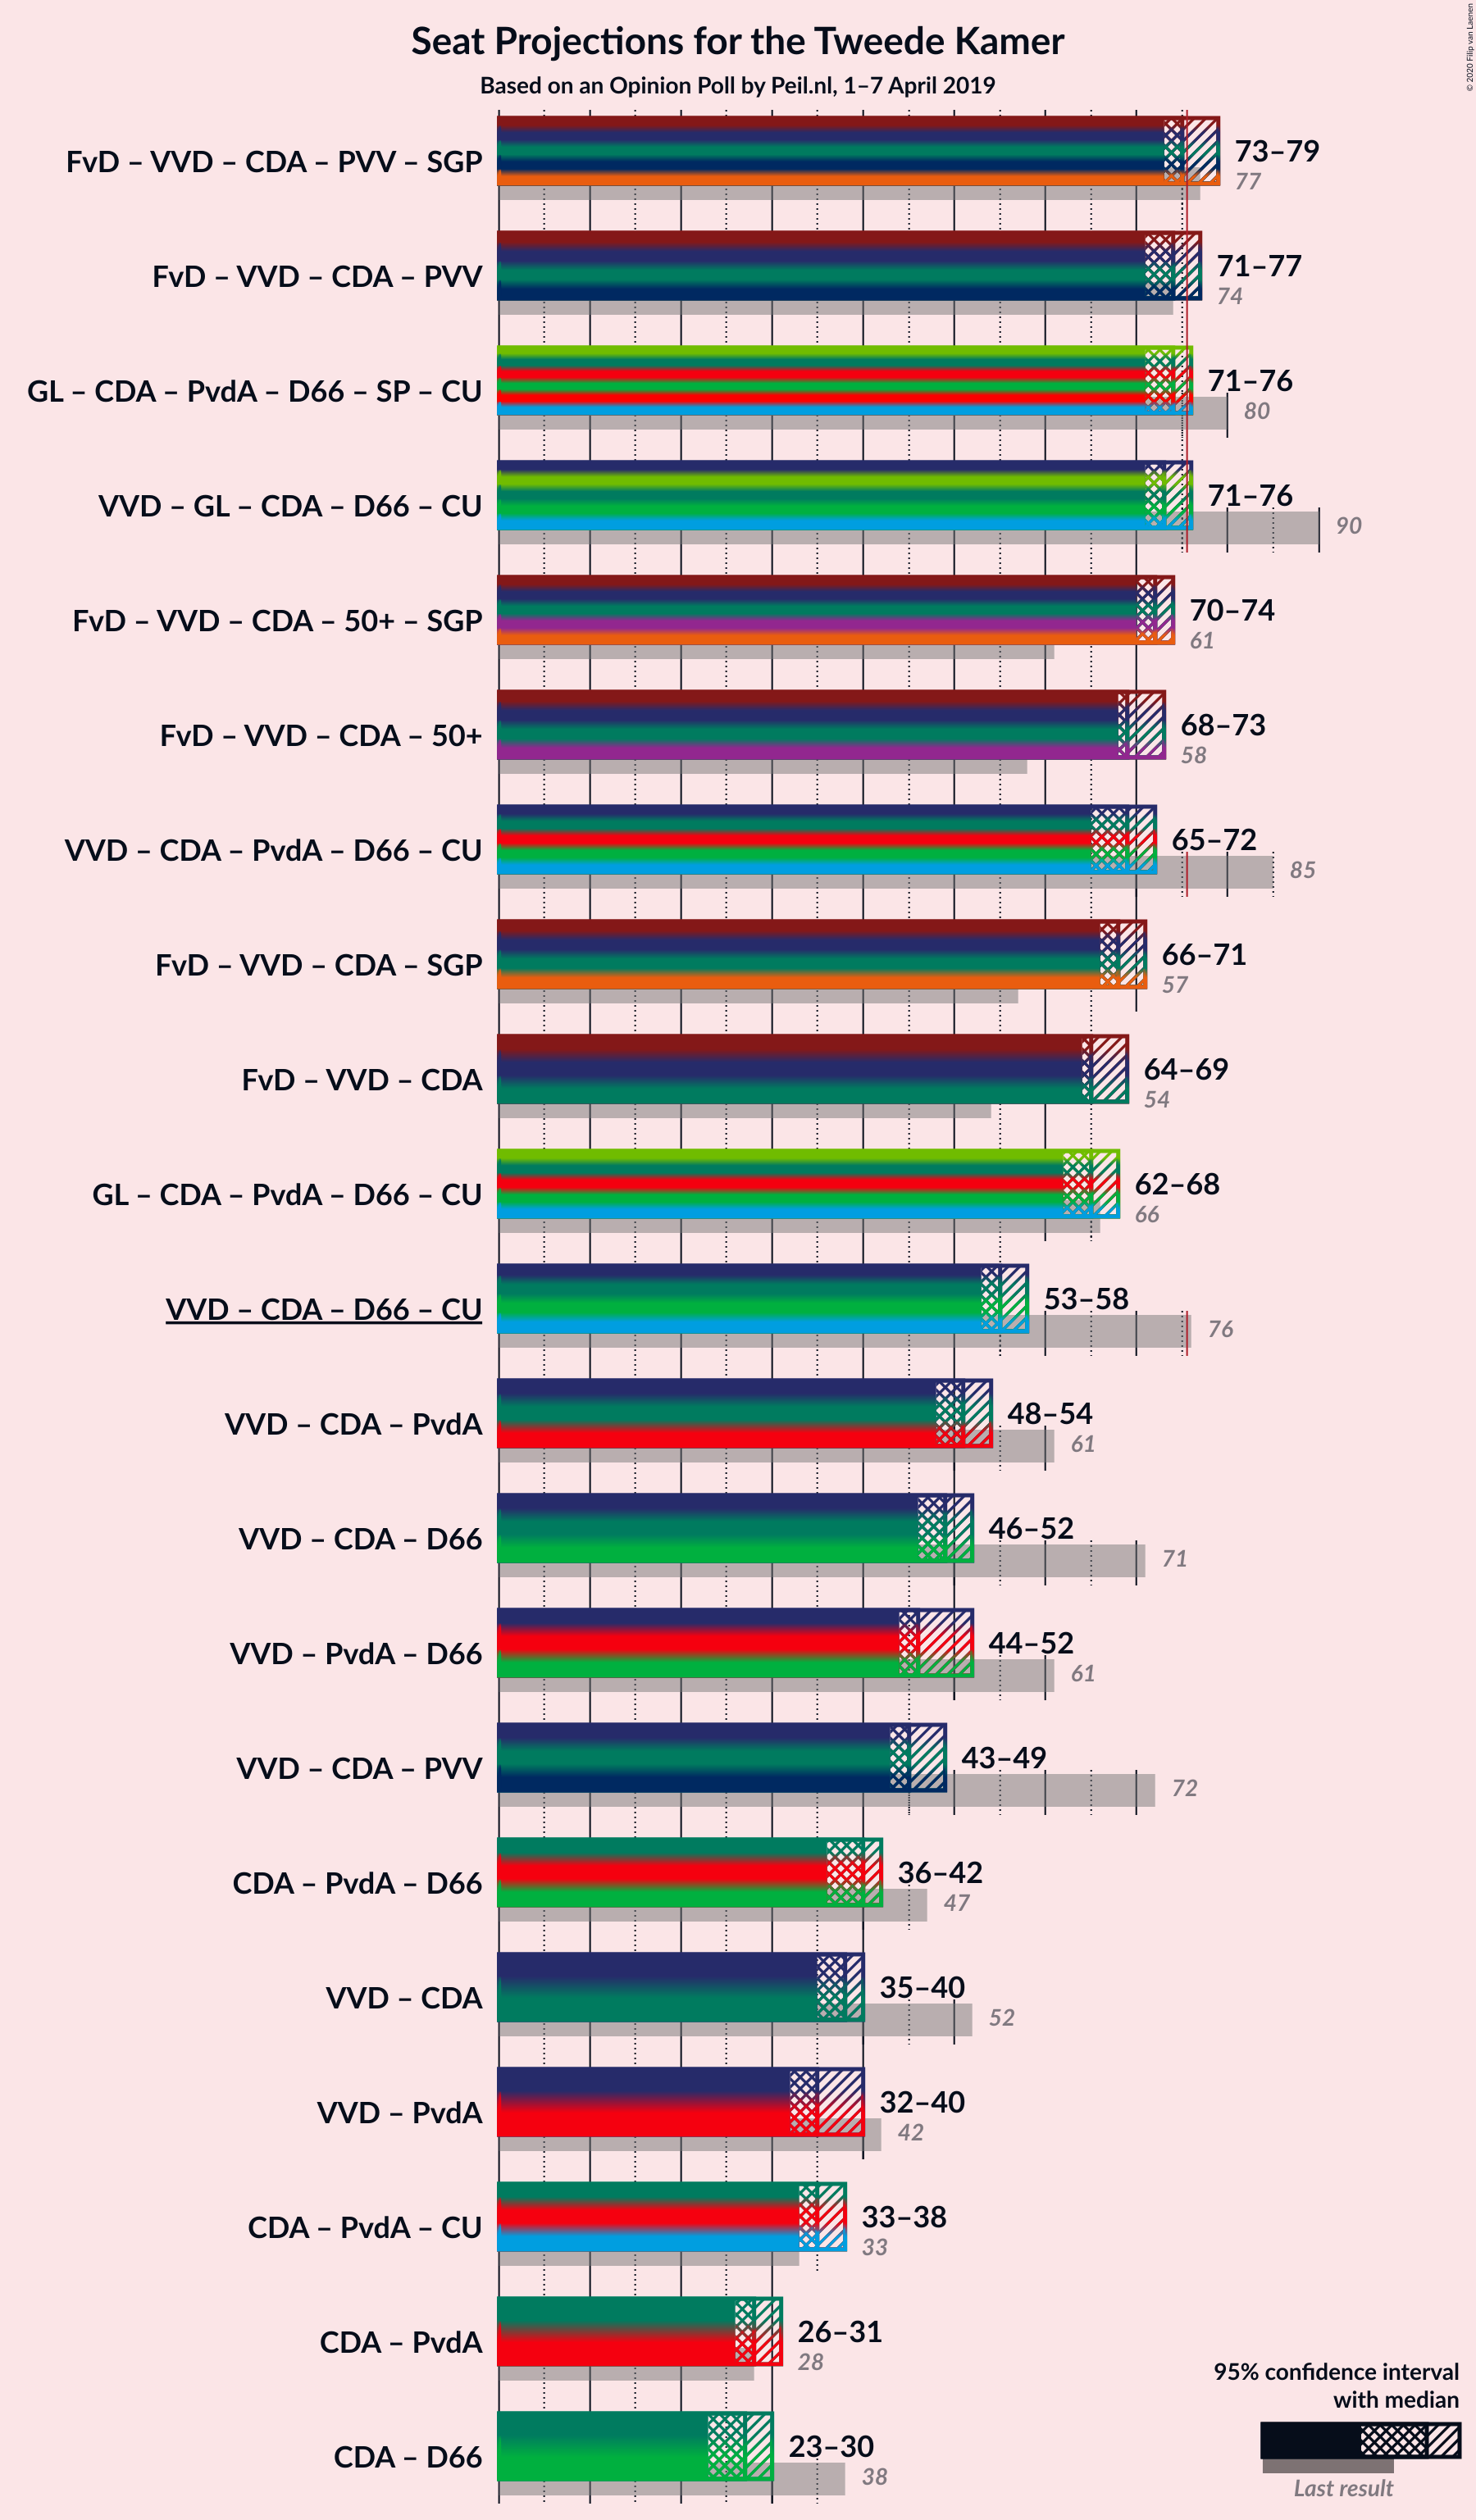 Seat Projections for the Tweede Kamer
Based on an Opinion Poll by Peil.nl, 1–7 April 2019
© 2020 Filip van Laenen
FvD – VVD – CDA – PVV – SGP
73–79
77
FvD – VVD – CDA – PVV
71–77
74
GL – CDA – PvdA – D66 – SP – CU
71–76
80
VVD – GL – CDA – D66 – CU
71–76
90
FvD – VVD – CDA – 50+ – SGP
70–74
61
FvD – VVD – CDA – 50+
68–73
58
VVD – CDA – PvdA – D66 – CU
65–72
85
FvD – VVD – CDA – SGP
66–71
57
FvD – VVD – CDA
64–69
54
GL – CDA – PvdA – D66 – CU
62–68
66
VVD – CDA – D66 – CU
53–58
76
VVD – CDA – PvdA
48–54
61
VVD – CDA – D66
46–52
71
VVD – PvdA – D66
44–52
61
VVD – CDA – PVV
43–49
72
CDA – PvdA – D66
36–42
47
VVD – CDA
35–40
52
VVD – PvdA
32–40
42
CDA – PvdA – CU
33–38
33
CDA – PvdA
26–31
28
CDA – D66
23–30
38
95% confidence interval
with median
Last result